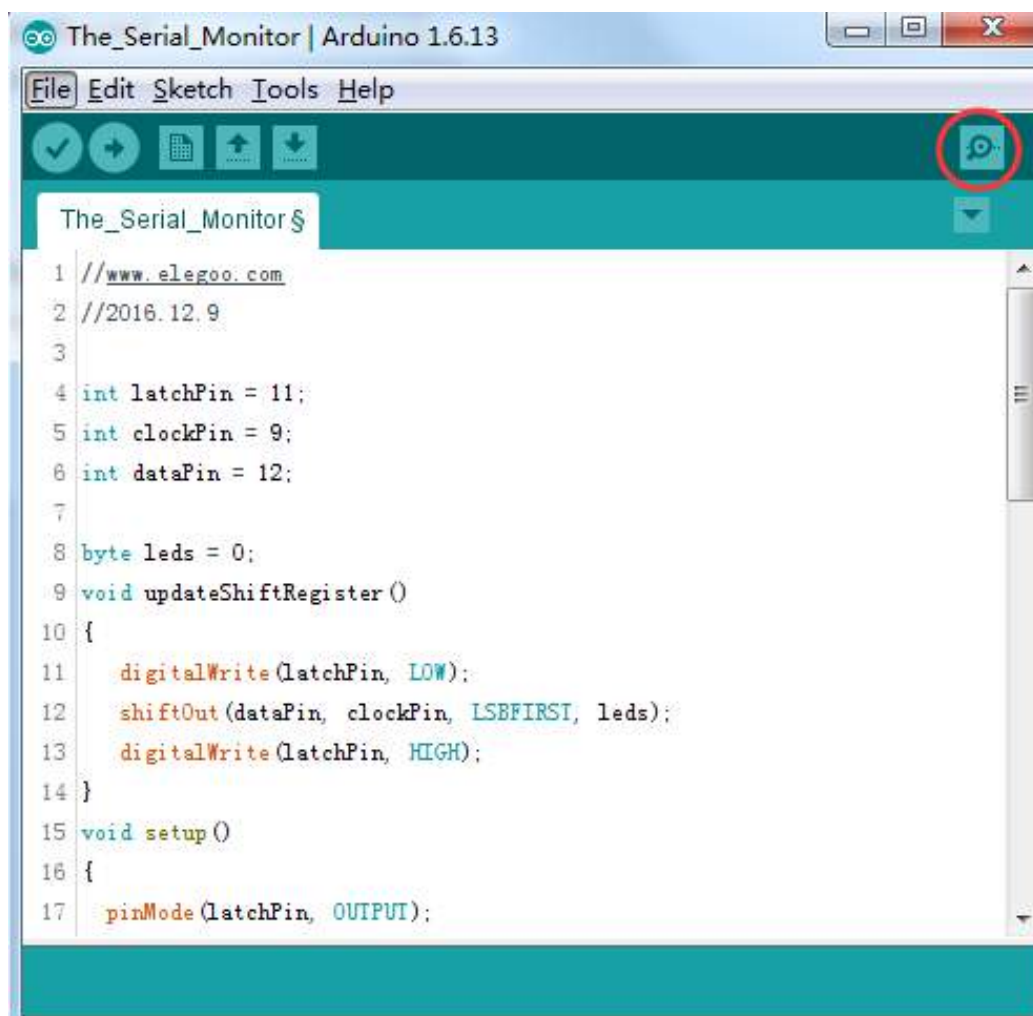 The_Serial_Monitor | Arduino 1.6.13
File Edit Sketch Tools Help
The_Serial_Monitor §
1 //www.elegoo.com
2 //2016.12.9
3
4 int latchPin = 11;
5 int clockPin = 9;
6 int dataPin = 12;
7
8 byte leds = 0;
9 void updateShiftRegister()
10 {
11 digitalWrite(latchPin, LOW);
12 shiftOut(dataPin, clockPin, LSBFIRST, leds);
13 digitalWrite(latchPin, HIGH);
14 }
15 void setup()
16 {
17 pinMode(latchPin, OUTPUT);